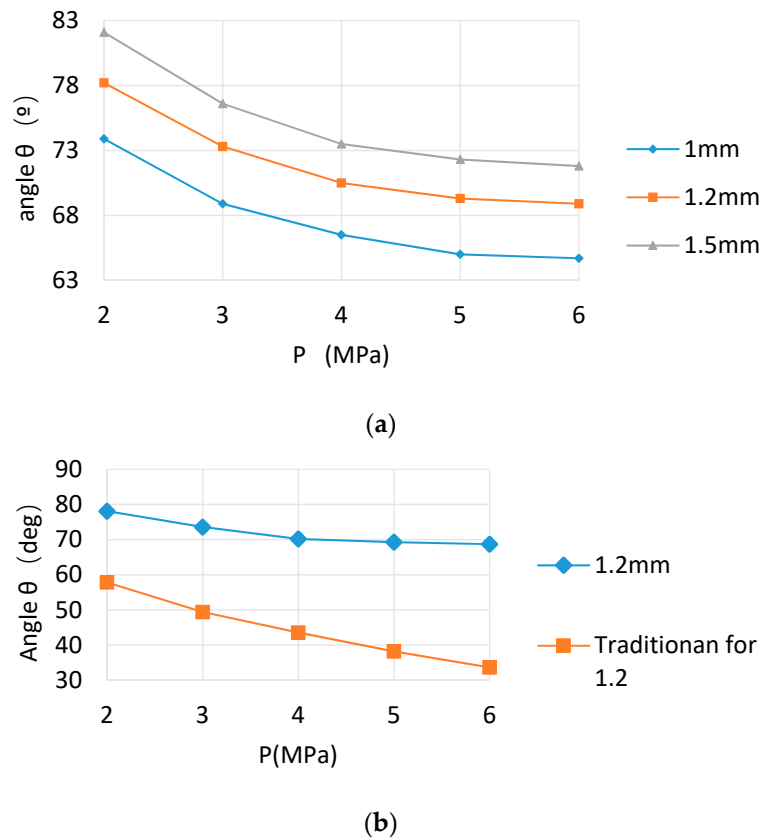 83
78
73
68
63
angle θ （º）
2 3 4 5 6
P (MPa)
1mm
1.2mm
1.5mm
(a)
90
80
70
60
50
40
30
Angle θ （deg）
2 3 4 5 6
P(MPa)
1.2mm
Traditionan for
1.2
(b)